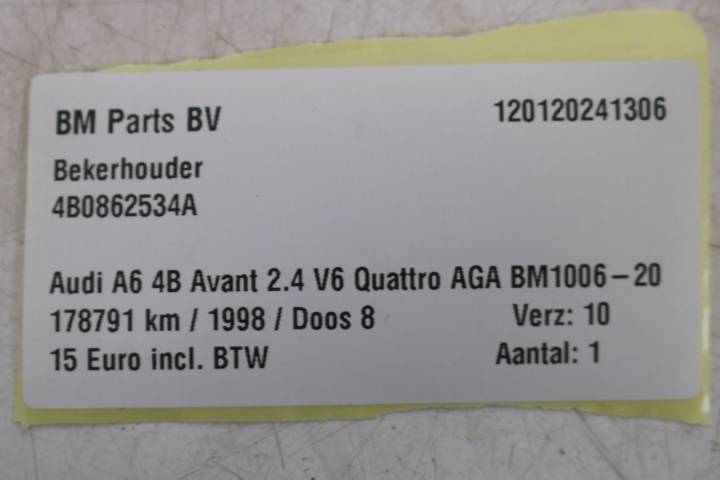 BM Parts BV 120120241306
Bekerhouder
4B0862534A
Audi A6 4B Avant 2.4 V6 Quattro AGA BM1006-20
178791 km / 1998 / Doos 8 Verz: 10
15 Euro incl. BTW Aantal: 1